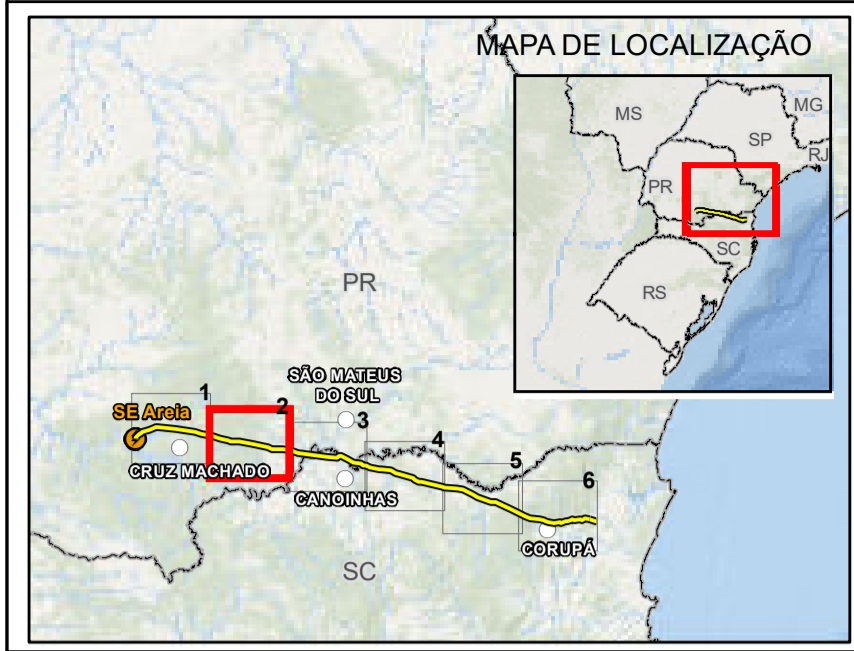 MAPA DE LOCALIZAÇÃO
MS
MG
SP
RJ
PR
SC
RS
PR
1
SÃO MATEUS
DO SUL
SE Areia
2
3
4
CRUZ MACHADO
5
CANOINHAS
6
CORUPÁ
SC